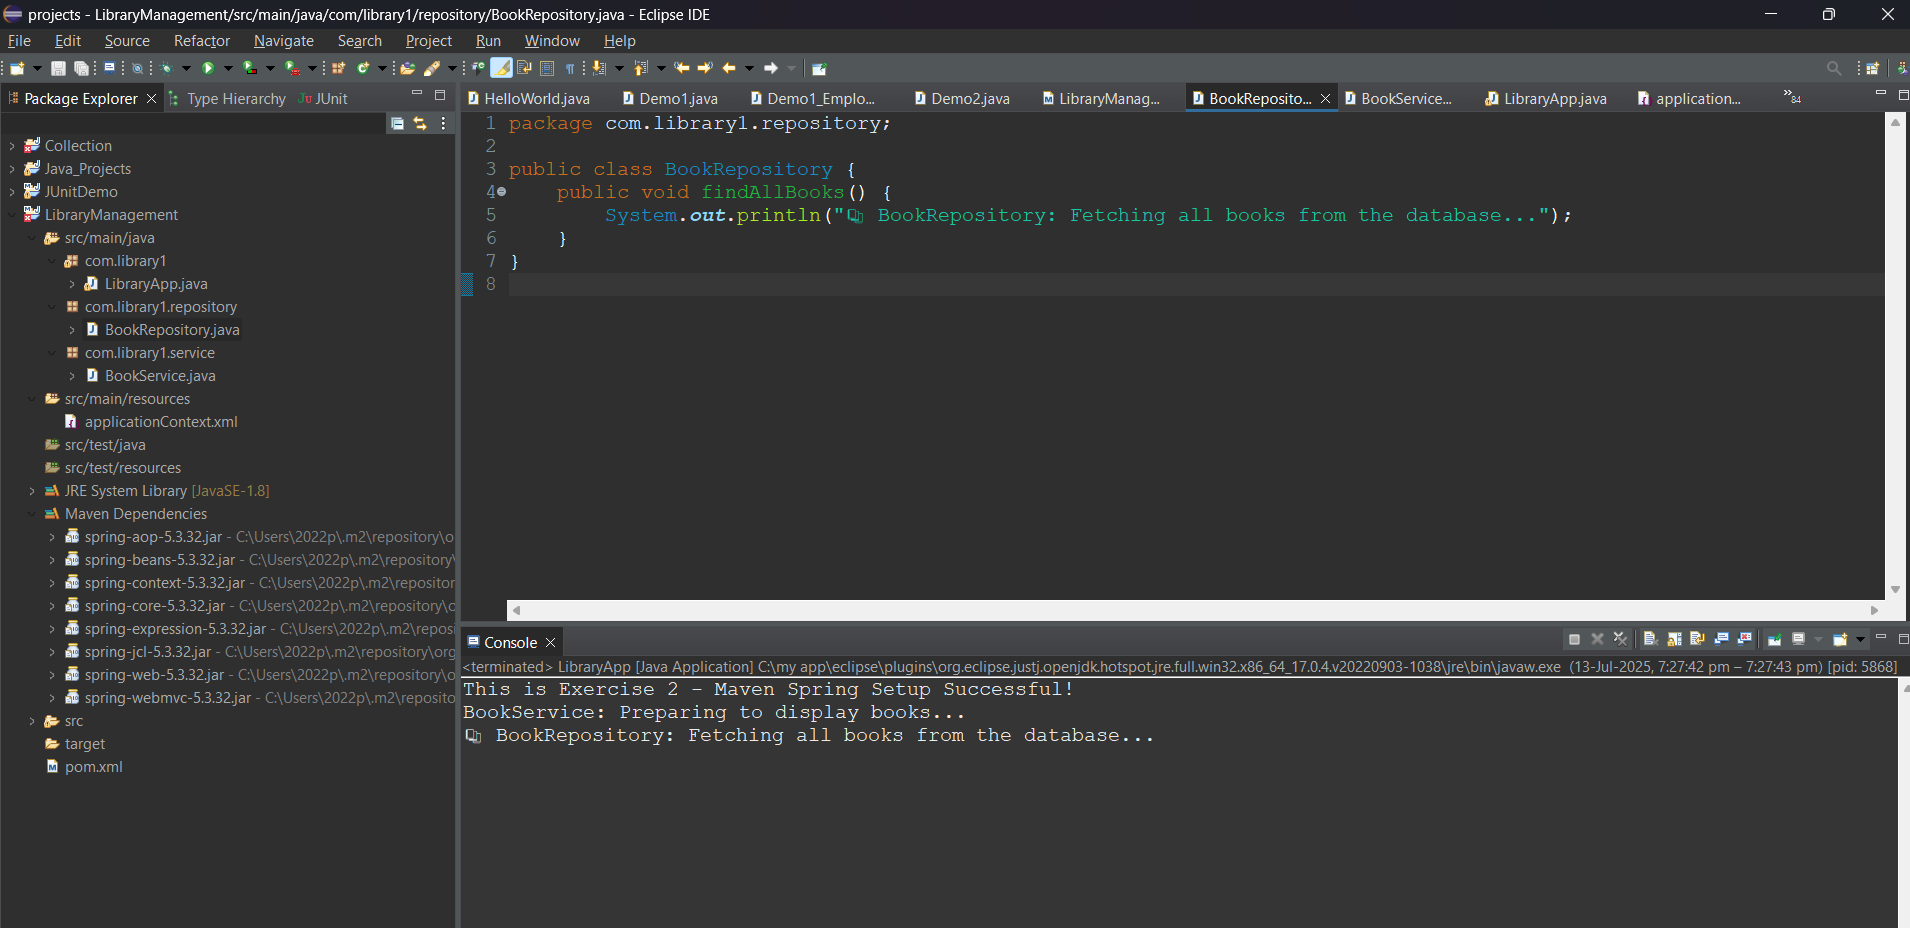 projects - LibraryManagement/src/main/java/com/library1/repository/BookRepository.java - Eclipse IDE
File Edit Source Refactor Navigate Search Project Run Window Help
Package Explorer Type Hierarchy JUnit
HelloWorld.java Demo1.java Demo1_Emplo... Demo2.java LibraryManag... BookReposito... BookService... LibraryApp.java application... 84
Collection
Java_Projects
JUnitDemo
LibraryManagement
src/main/java
com.library1
LibraryApp.java
com.library1.repository
BookRepository.java
com.library1.service
BookService.java
src/main/resources
applicationContext.xml
src/test/java
src/test/resources
JRE System Library [JavaSE-1.8]
Maven Dependencies
spring-aop-5.3.32.jar - C:\Users\2022p\.m2\repository\o
spring-beans-5.3.32.jar - C:\Users\2022p\.m2\repository\
spring-context-5.3.32.jar - C:\Users\2022p\.m2\repositor
spring-core-5.3.32.jar - C:\Users\2022p\.m2\repository\c
spring-expression-5.3.32.jar - C:\Users\2022p\.m2\repos
spring-jcl-5.3.32.jar - C:\Users\2022p\.m2\repository\org
spring-web-5.3.32.jar - C:\Users\2022p\.m2\repository\o
spring-webmvc-5.3.32.jar - C:\Users\2022p\.m2\reposito
src
target
pom.xml
1 package com.library1.repository;
2
3 public class BookRepository {
4 public void findAllBooks() {
5 System.out.println("📚 BookRepository: Fetching all books from the database...");
6 }
7 }
8
Console
<terminated> LibraryApp [Java Application] C:\my app\eclipse\plugins\org.eclipse.justj.openjdk.hotspot.jre.full.win32.x86_64_17.0.4.v20220903-1038\jre\bin\javaw.exe (13-Jul-2025, 7:27:42 pm – 7:27:43 pm) [pid: 5868]
This is Exercise 2 - Maven Spring Setup Successful!
BookService: Preparing to display books...
📚 BookRepository: Fetching all books from the database...